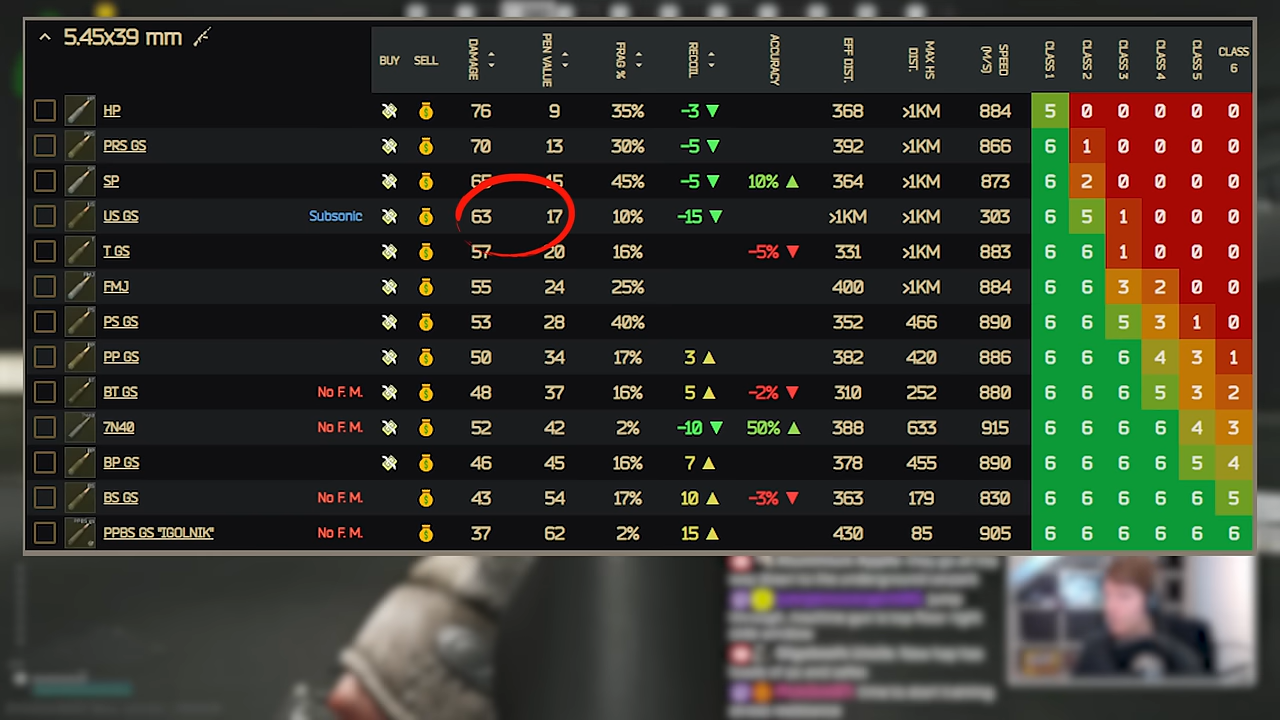 5.45x39 mm
BUY SELL DAMAGE PEN VALUE FRAG % RECOIL ACCURACY EFF DIST. MAX HS DIST. SPEED (M/S) CLASS 1 CLASS 2 CLASS 3 CLASS 4 CLASS 5 CLASS 6
HP 76 9 35% -3 ▼ 368 >1KM 884 5 0 0 0 0 0
PRS GS 70 13 30% -5 ▼ 392 >1KM 866 6 1 0 0 0 0
SP 65 15 45% -5 ▼ 10% ▲ 364 >1KM 873 6 2 0 0 0 0
US GS Subsonic 63 17 10% -15 ▼ >1KM >1KM 303 6 5 1 0 0 0
T GS 57 20 16% -5% ▼ 331 >1KM 883 6 6 1 0 0 0
FMJ 55 24 25% 400 >1KM 884 6 6 3 2 0 0
PS GS 53 28 40% 352 466 890 6 6 5 3 1 0
PP GS 50 34 17% 3 ▲ 382 420 886 6 6 6 4 3 1
BT GS No F. M. 48 37 16% 5 ▲ -2% ▼ 310 252 880 6 6 6 5 3 2
7N40 No F. M. 52 42 2% -10 ▼ 50% ▲ 388 633 915 6 6 6 6 4 3
BP GS 46 45 16% 7 ▲ 378 455 890 6 6 6 6 5 4
BS GS No F. M. 43 54 17% 10 ▲ -3% ▼ 363 179 830 6 6 6 6 6 5
PPBS GS "IGOLNIK" No F. M. 37 62 2% 15 ▲ 430 85 905 6 6 6 6 6 6